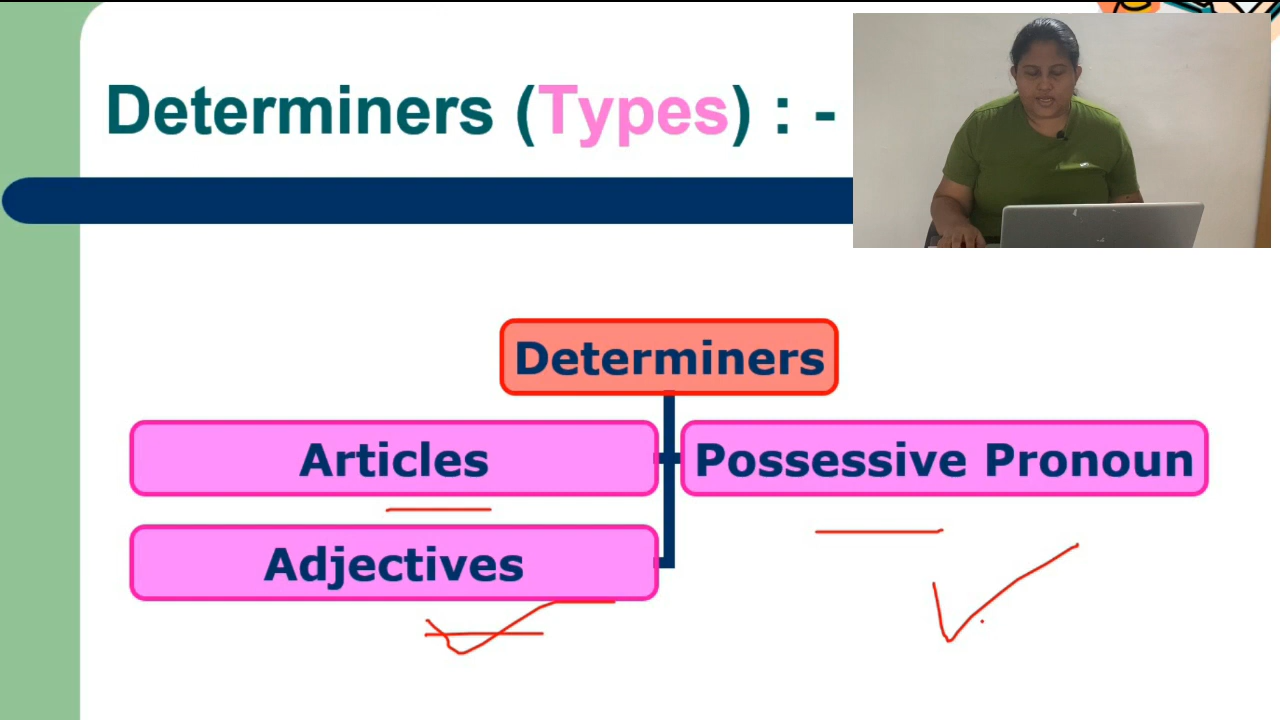 Determiners (Types) : -
Determiners
Articles
Possessive Pronoun
Adjectives